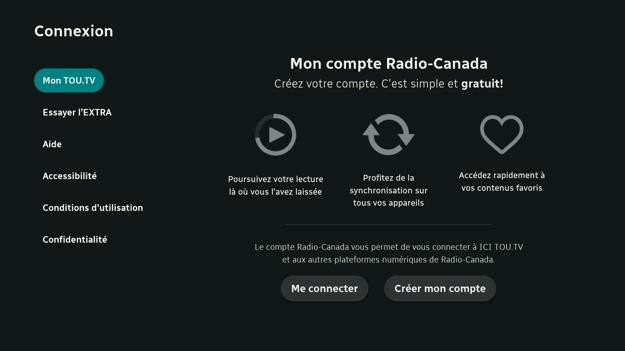 Connexion
Mon TOU.TV
Essayer l'EXTRA
Aide
Accessibilité
Conditions d'utilisation
Confidentialité
Mon compte Radio-Canada
Créez votre compte. C'est simple et gratuit!
Poursuivez votre lecture
là où vous l'avez laissée
Profitez de la
synchronisation sur
tous vos appareils
Accédez rapidement à
vos contenus favoris
Le compte Radio-Canada vous permet de vous connecter à ICI TOU.TV
et aux autres plateformes numériques de Radio-Canada.
Me connecter
Créer mon compte